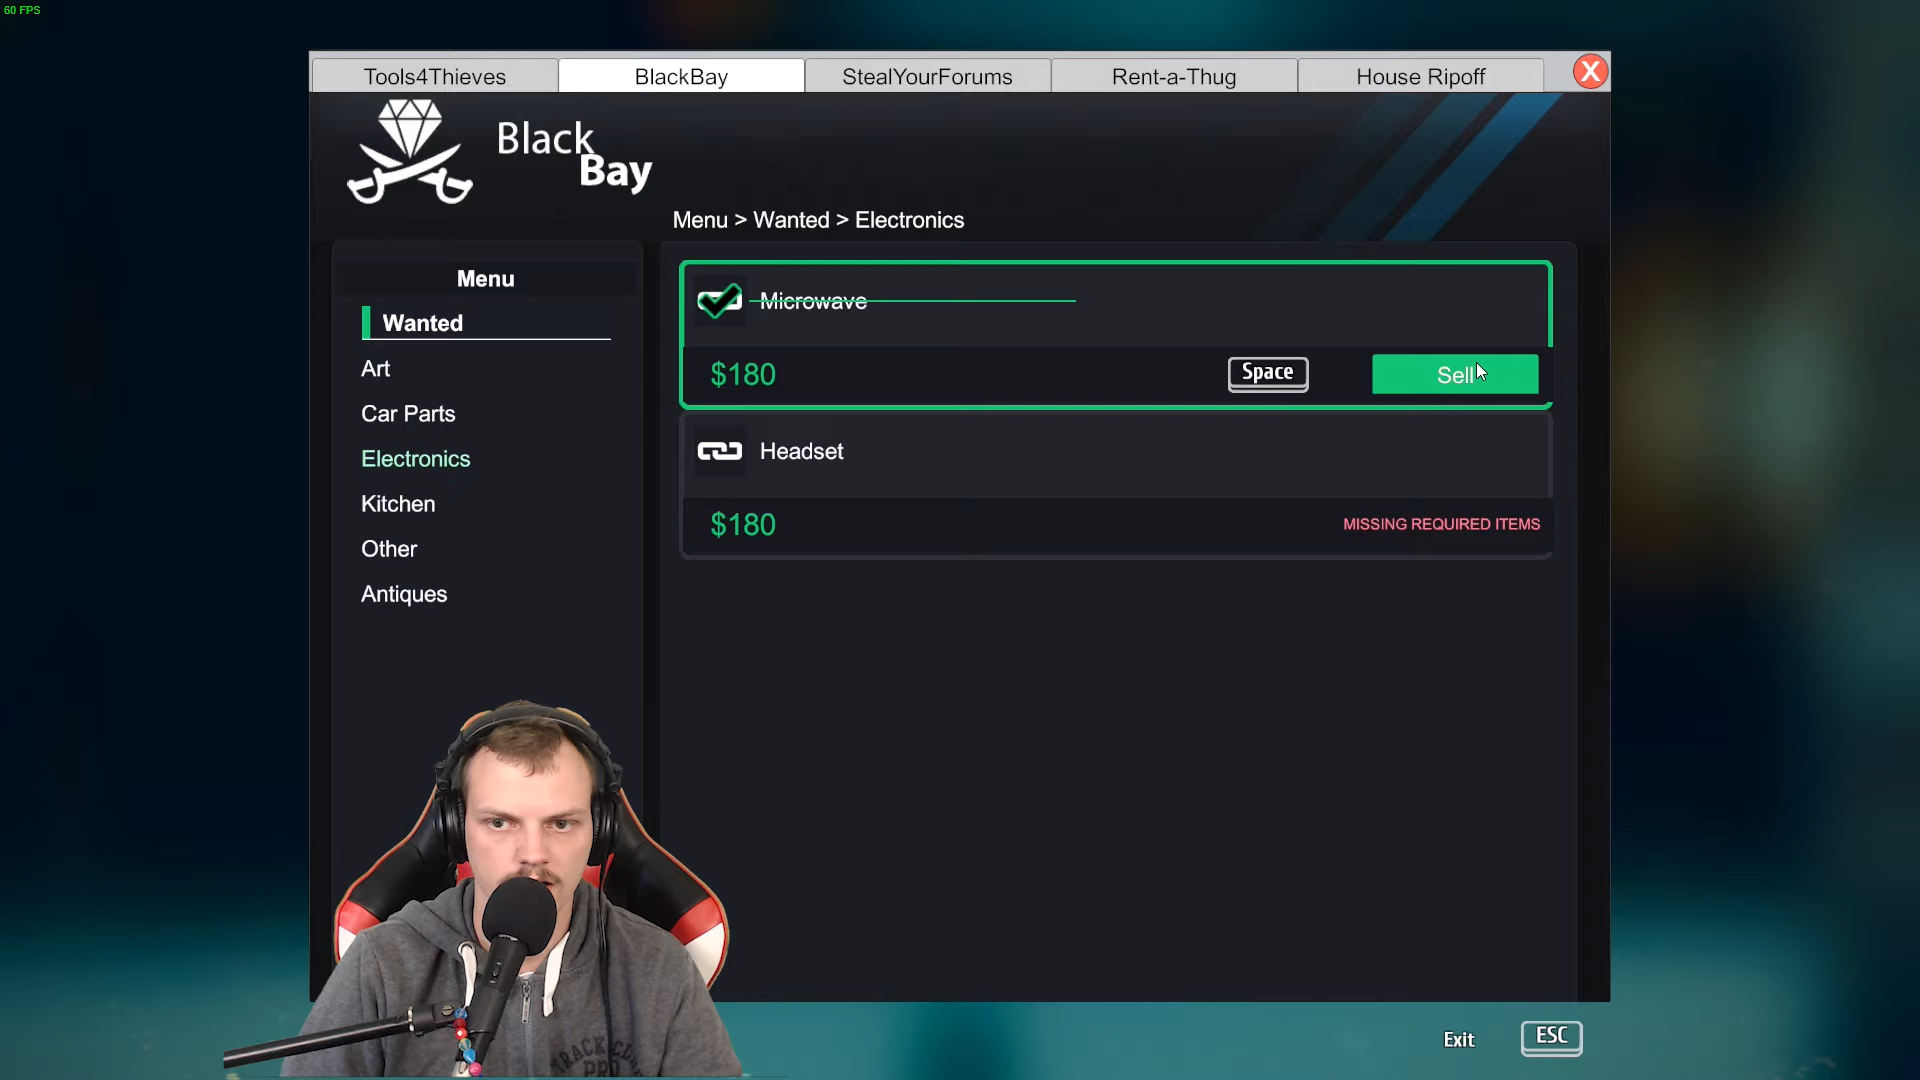 60 FPS
Tools4Thieves
BlackBay
StealYourForums
Rent-a-Thug
House Ripoff
X
Black
Bay
Menu > Wanted > Electronics
Menu
Wanted
Art
Car Parts
Electronics
Kitchen
Other
Antiques
Microwave
$180
Space
Sell
Headset
$180
MISSING REQUIRED ITEMS
Exit
ESC